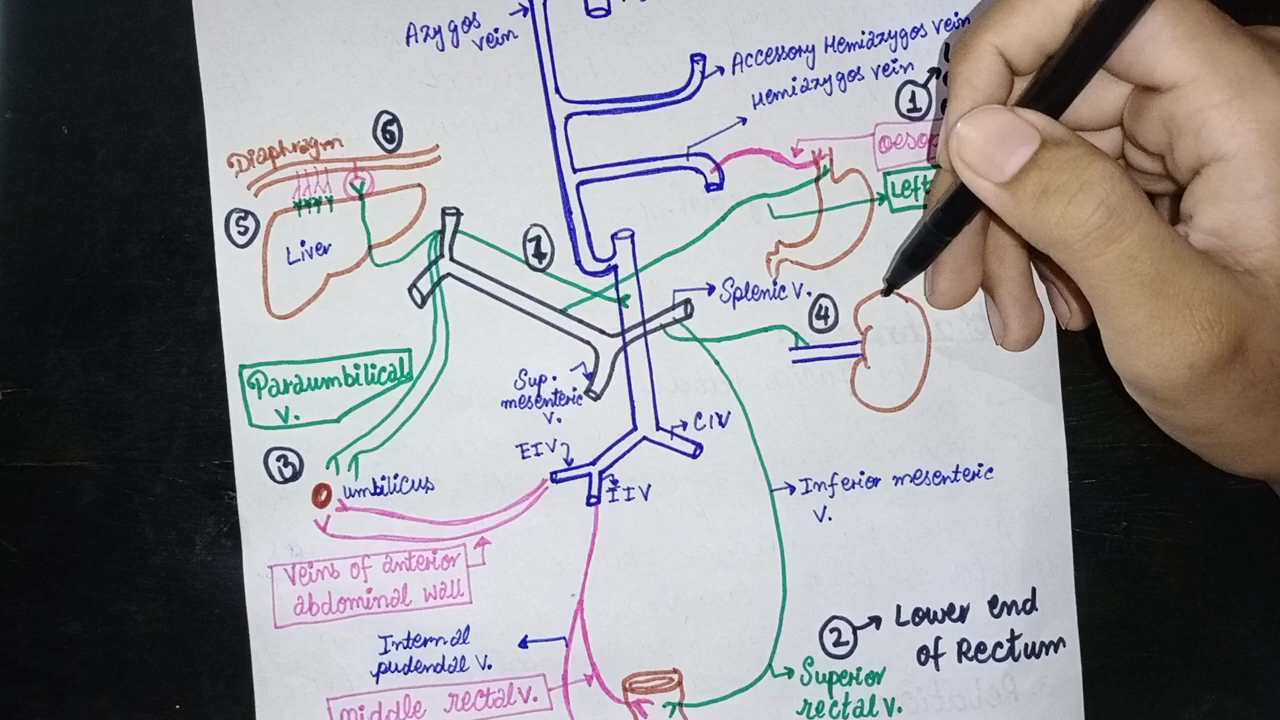 Azygos
vein
Accessory Hemiazygos vein
Hemiazygos vein
1
6
Diaphragm
Left
5
Liver
7
Splenic v.
4
Paraumbilical
v.
Sup.
mesenteric
v.
CIV
EIV
IIV
3
umbilicus
Inferior mesenteric
v.
Veins of anterior
abdominal wall
2 Lower end
of Rectum
Internal
pudendal v.
middle rectal v.
Superior
rectal v.